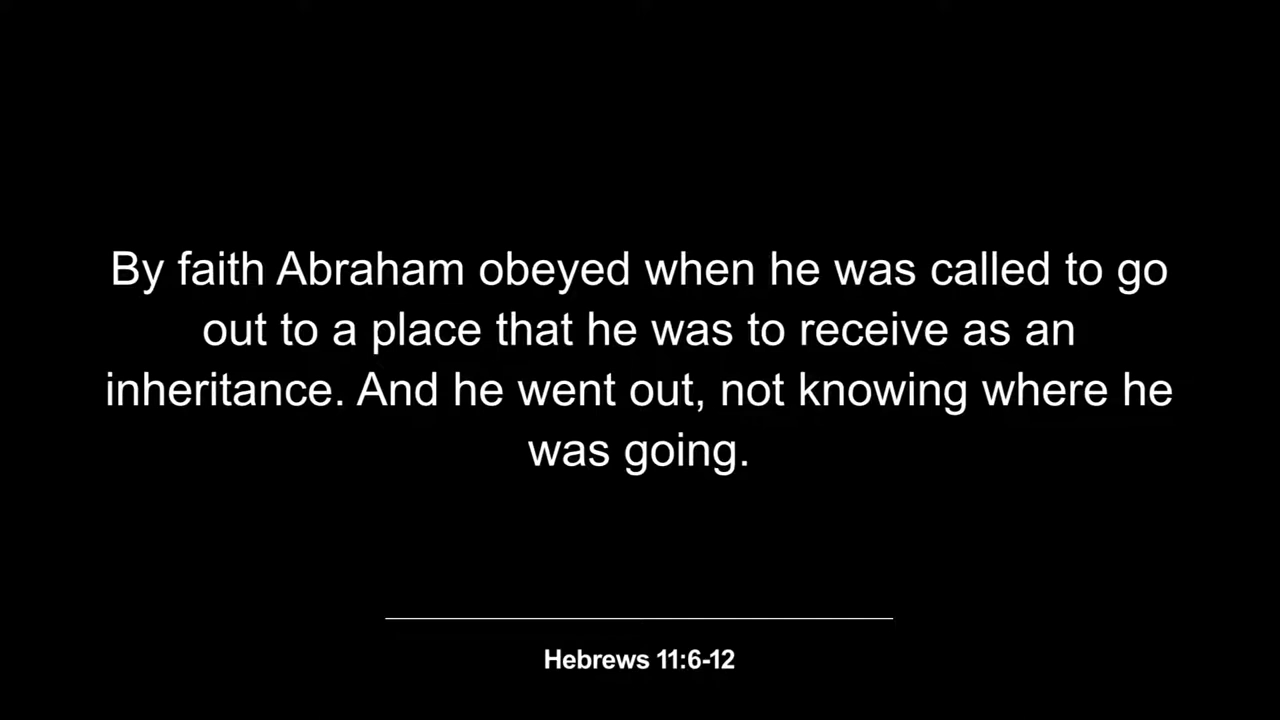 By faith Abraham obeyed when he was called to go
out to a place that he was to receive as an
inheritance. And he went out, not knowing where he
was going.
Hebrews 11:6-12